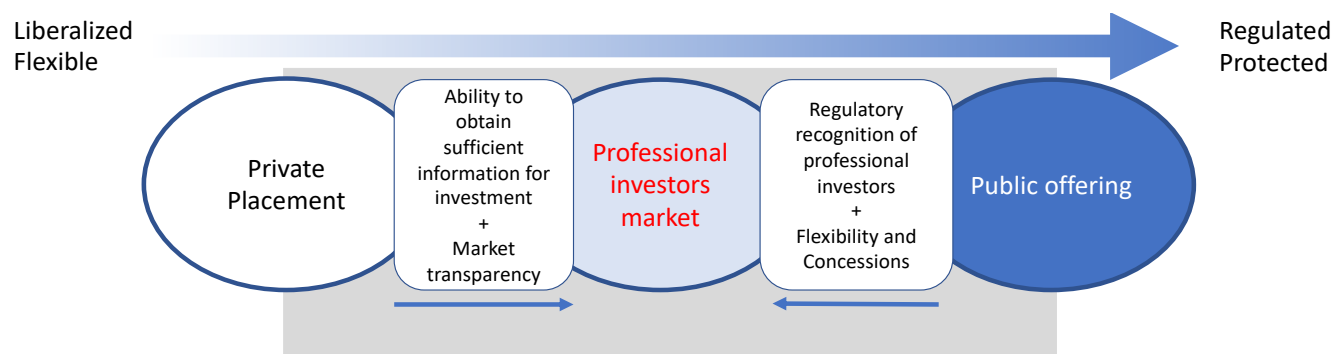 Liberalized
Flexible
Regulated
Protected
Private
Placement
Ability to
obtain
sufficient
information for
investment
+
Market
transparency
Professional
investors
market
Regulatory
recognition of
professional
investors
+
Flexibility and
Concessions
Public offering